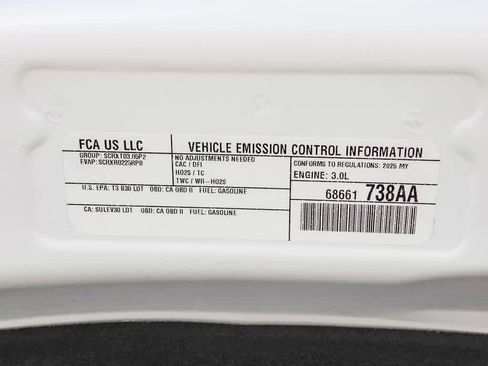 FCA US LLC
VEHICLE EMISSION CONTROL INFORMATION
GROUP: SCRXT03.05P2
EVAP: SCRXR0225RP0
NO ADJUSTMENTS NEEDED
CAC / DFI
HO2S / TC
TWC / WR-HO2S
CONFORMS TO REGULATIONS: 2025 MY
ENGINE: 3.0L
U.S. EPA: T3 B30 LDT OBD: CA OBD II FUEL: GASOLINE
68661 738AA
CA: SULEV30 LDT OBD: CA OBD II FUEL: GASOLINE